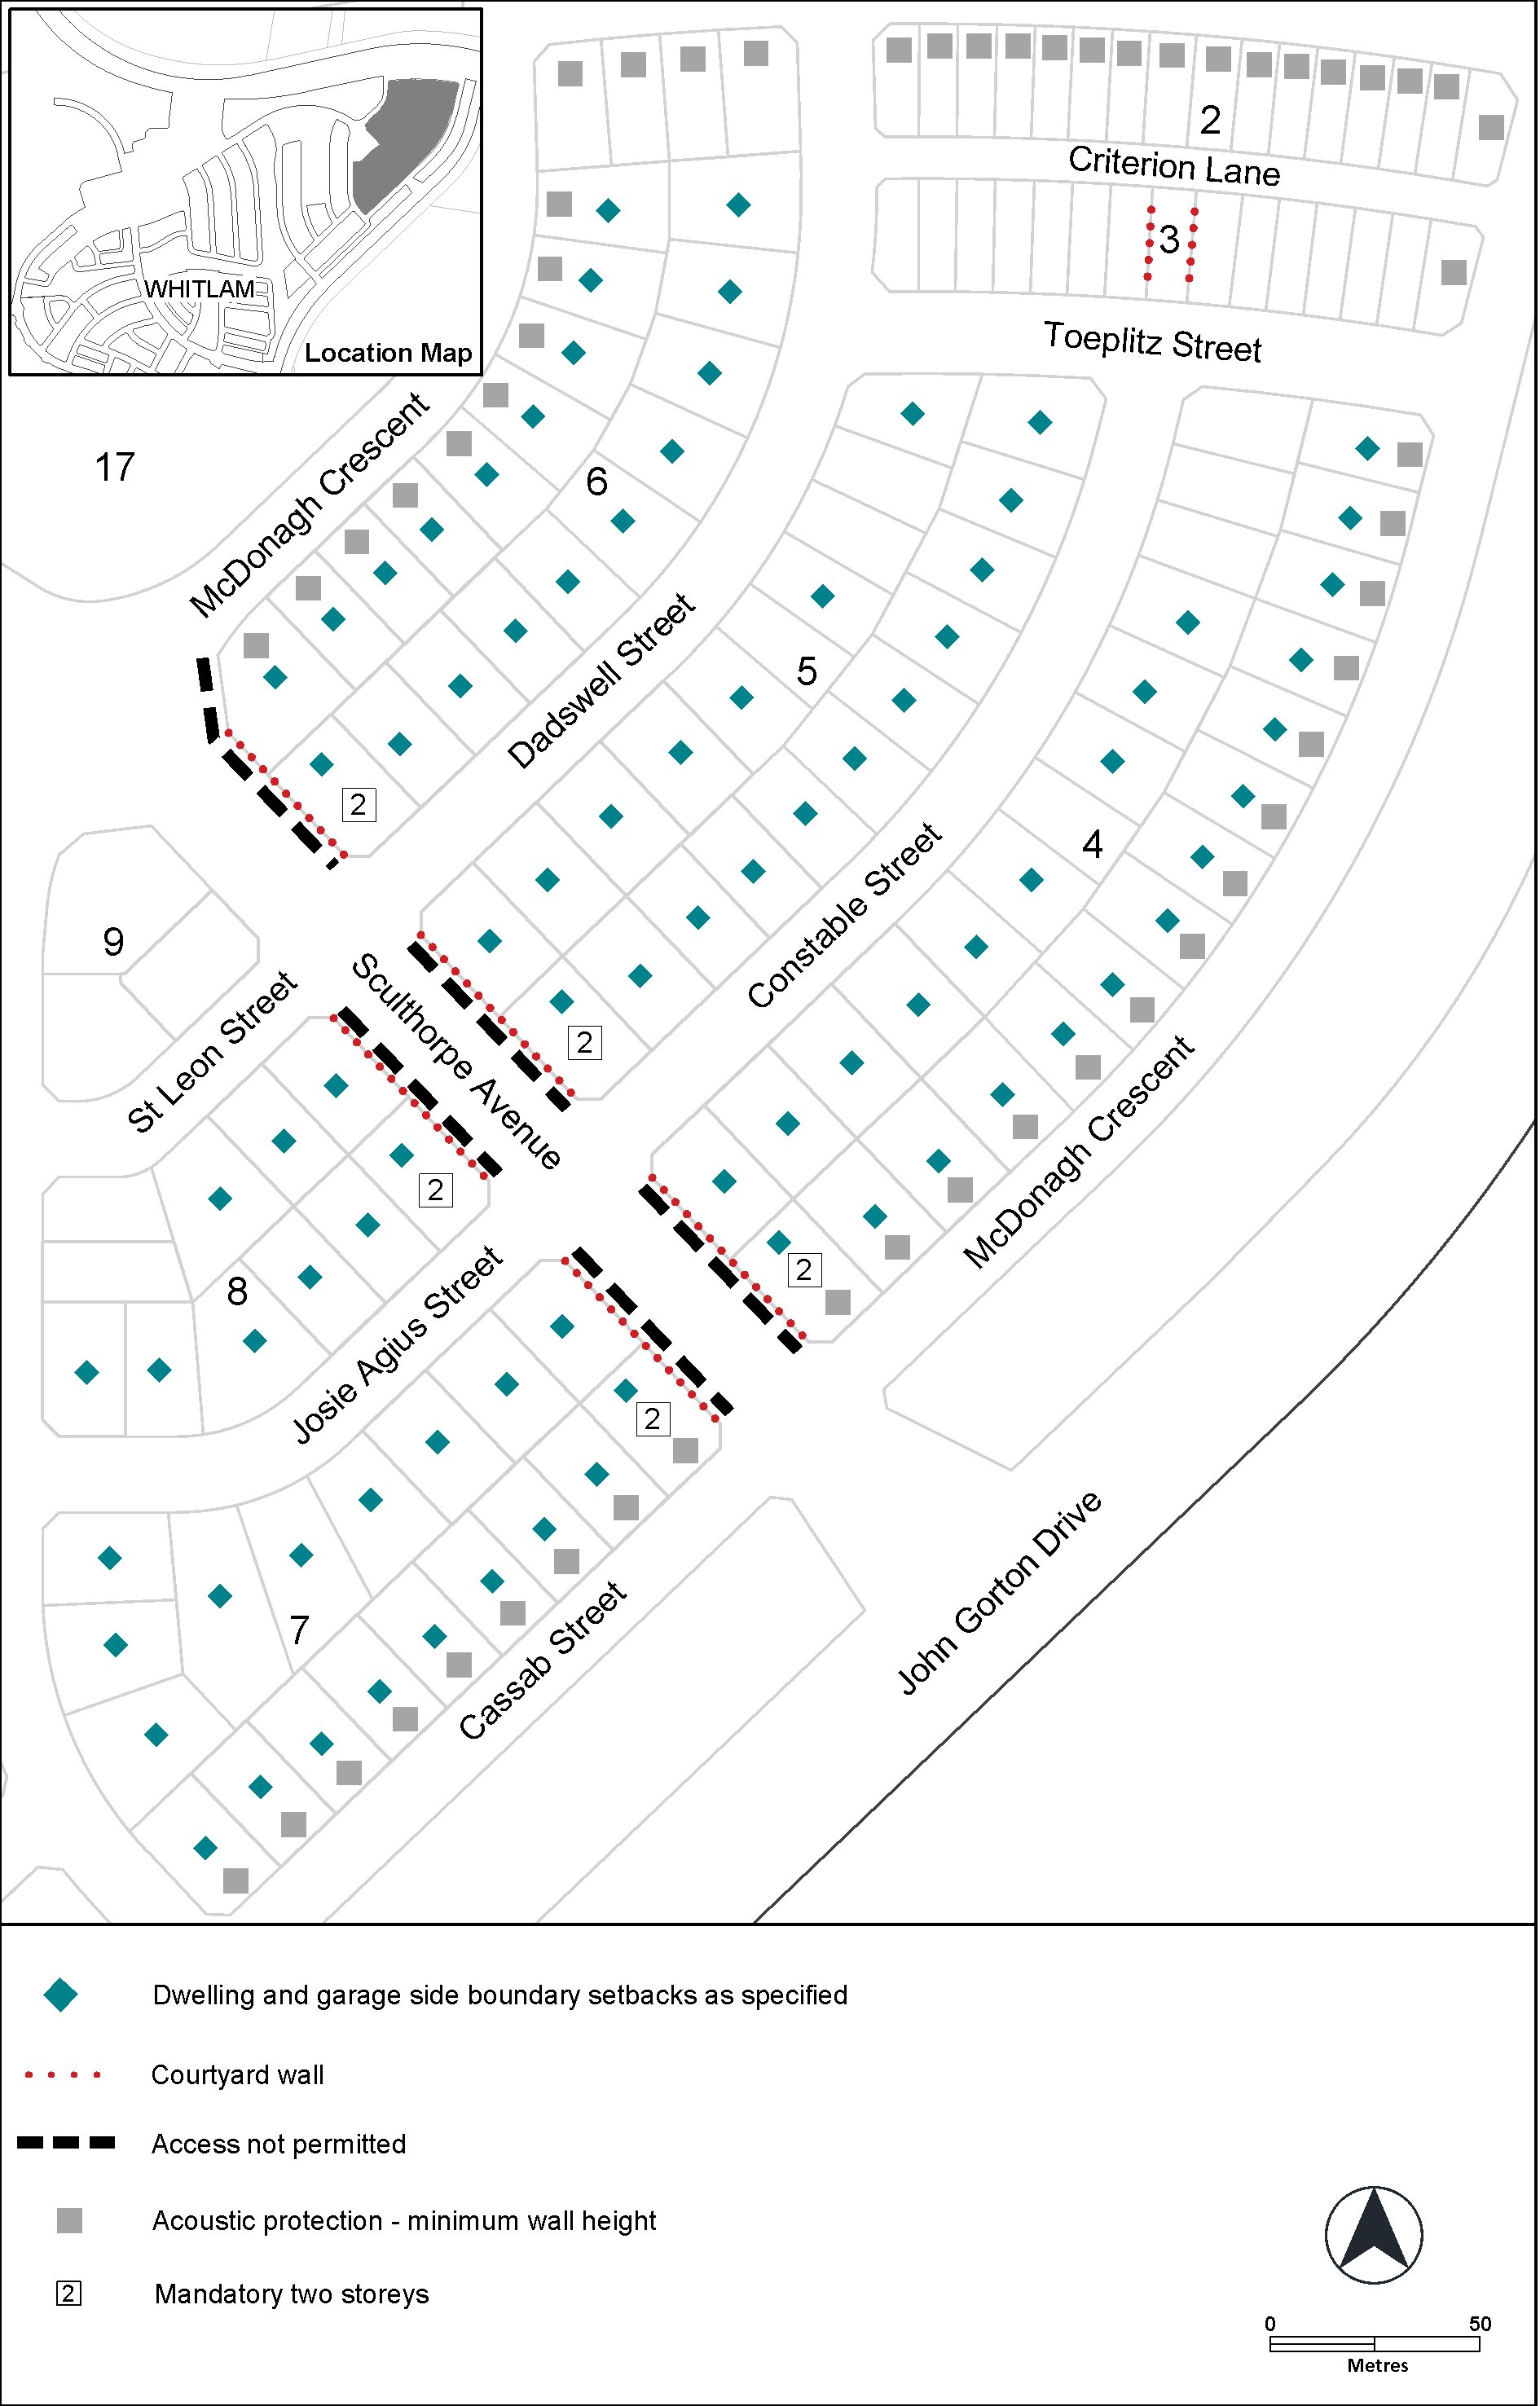 WHITLAM
Location Map
2
Criterion Lane
3
Toeplitz Street
17
McDonagh Crescent
6
Dadswell Street
5
2
4
Constable Street
9
Sculthorpe Avenue
St Leon Street
2
McDonagh Crescent
2
8
2
Josie Agius Street
2
7
Cassab Street
John Gorton Drive
Dwelling and garage side boundary setbacks as specified
Courtyard wall
Access not permitted
Acoustic protection - minimum wall height
2 Mandatory two storeys
0 50
Metres